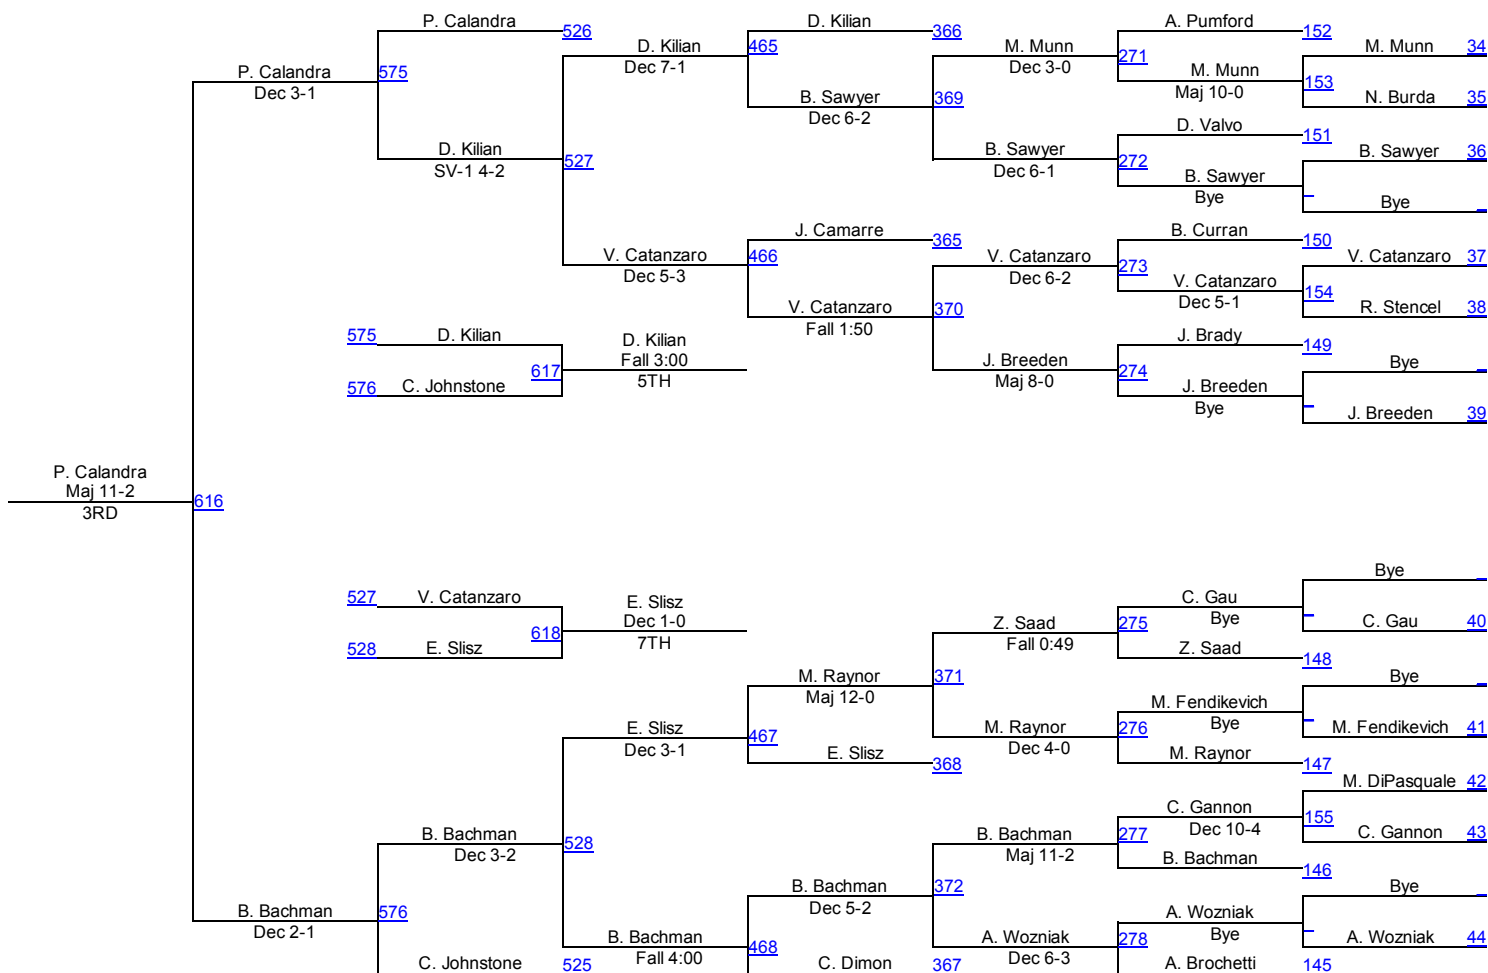 P. Calandra 526
D. Kilian 366
A. Pumford 152
D. Kilian 465
Dec 7-1
M. Munn 271
Dec 3-0
M. Munn 34
P. Calandra 575
Dec 3-1
M. Munn 153
Maj 10-0
B. Sawyer 369
Dec 6-2
N. Burda 35
D. Valvo 151
D. Kilian 527
SV-1 4-2
B. Sawyer 272
Dec 6-1
B. Sawyer 36
B. Sawyer
Bye
Bye
J. Camarre 365
B. Curran 150
V. Catanzaro 466
Dec 5-3
V. Catanzaro 273
Dec 6-2
V. Catanzaro 37
V. Catanzaro 154
Dec 5-1
V. Catanzaro 370
Fall 1:50
R. Stencel 38
575 D. Kilian
D. Kilian
Fall 3:00
5TH
J. Brady 149
617
J. Breeden 274
Maj 8-0
Bye
576 C. Johnstone
J. Breeden
Bye
J. Breeden 39
P. Calandra
Maj 11-2
3RD
616
Bye
527 V. Catanzaro
E. Slisz
Dec 1-0
7TH
C. Gau
Bye
618
Z. Saad 275
Fall 0:49
C. Gau 40
528 E. Slisz
Z. Saad 148
M. Raynor 371
Maj 12-0
Bye
M. Fendikevich
Bye
E. Slisz 467
Dec 3-1
M. Raynor 276
Dec 4-0
M. Fendikevich 41
E. Slisz 368
M. Raynor 147
M. DiPasquale 42
C. Gannon 155
Dec 10-4
B. Bachman 528
Dec 3-2
B. Bachman 277
Maj 11-2
C. Gannon 43
B. Bachman 146
B. Bachman 372
Dec 5-2
Bye
B. Bachman 576
Dec 2-1
A. Wozniak
Bye
B. Bachman 468
Fall 4:00
A. Wozniak 278
Dec 6-3
A. Wozniak 44
C. Johnstone 525
C. Dimon 367
A. Brochetti 145